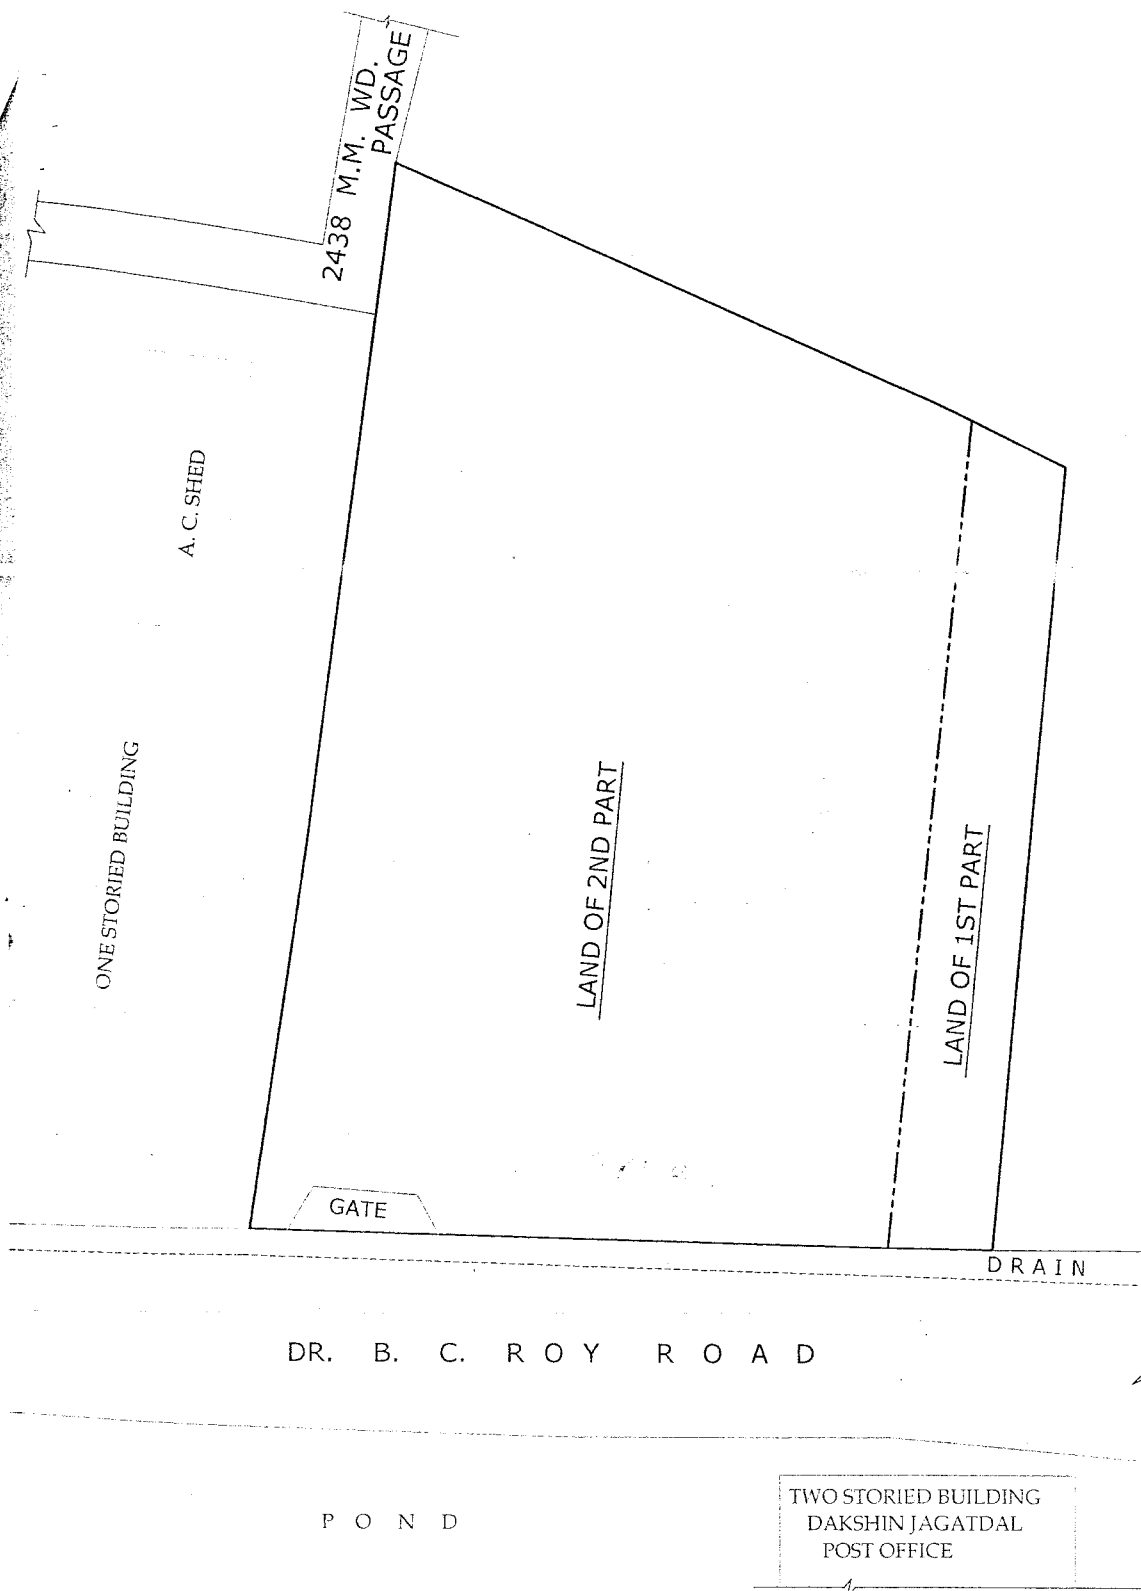 2438 M.M. WD.
PASSAGE
A. C. SHED
ONE STORIED BUILDING
LAND OF 2ND PART
LAND OF 1ST PART
GATE
DRAIN
DR. B. C. ROY ROAD
POND
TWO STORIED BUILDING
DAKSHIN JAGATDAL
POST OFFICE